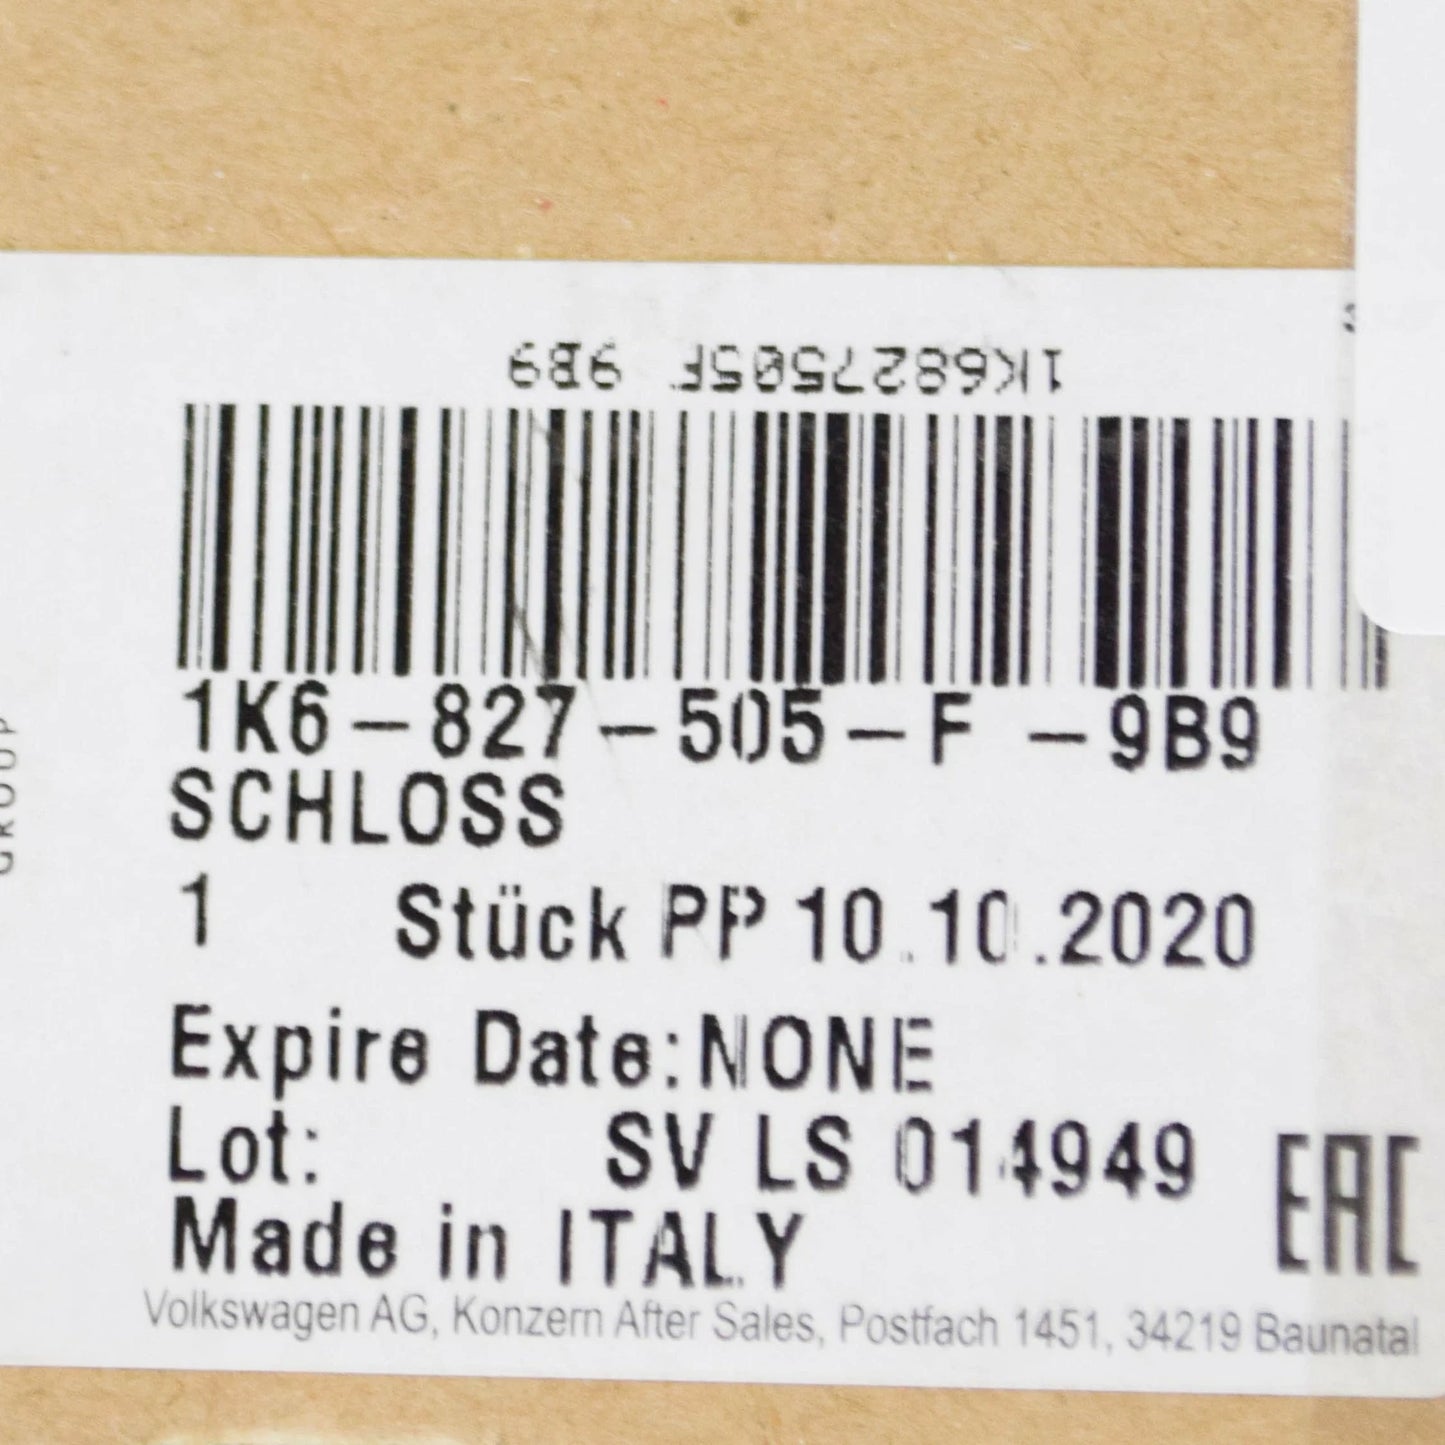 1K6827505F 9B9
1K6-827-505-F -9B9
SCHLOSS
1 Stück PP 10.10.2020
Expire Date:NONE
Lot: SV LS 014949
Made in ITALY
EAC
Volkswagen AG, Konzern After Sales, Postfach 1451, 34219 Baunatal
GROUP